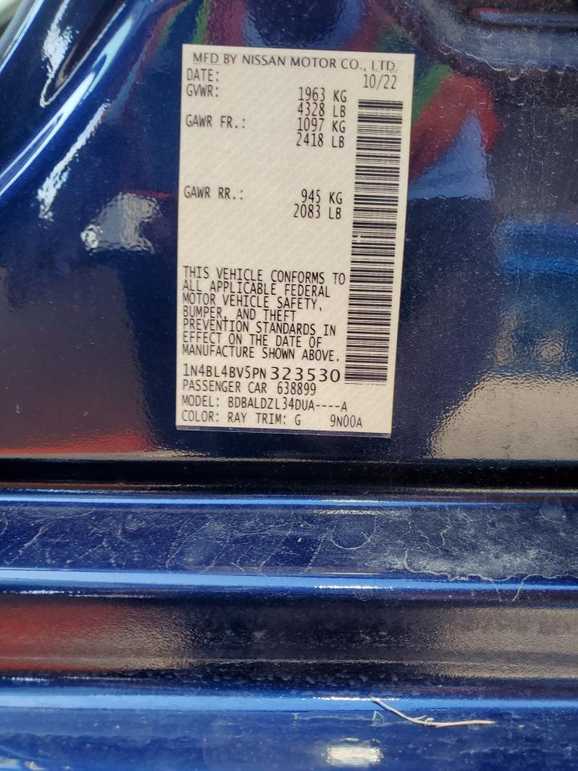 MFD BY NISSAN MOTOR CO., LTD.
DATE: 10/22
GVWR: 1963 KG
4328 LB
GAWR FR.: 1097 KG
2418 LB
GAWR RR.: 945 KG
2083 LB
THIS VEHICLE CONFORMS TO
ALL APPLICABLE FEDERAL
MOTOR VEHICLE SAFETY,
BUMPER, AND THEFT
PREVENTION STANDARDS IN
EFFECT ON THE DATE OF
MANUFACTURE SHOWN ABOVE.
1N4BL4BV5PN323530
PASSENGER CAR 638899
MODEL: BDBALDZL34DUA----A
COLOR: RAY TRIM: G 9N00A